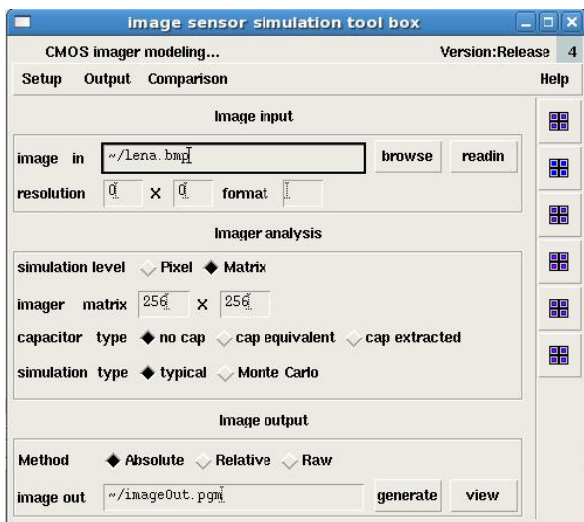 image sensor simulation tool box
CMOS imager modeling... Version:Release 4
Setup Output Comparison Help
Image input
image in ~/lena.bmp browse readin
resolution 0 X 0 format
Imager analysis
simulation level Pixel Matrix
imager matrix 256 X 256
capacitor type no cap cap equivalent cap extracted
simulation type typical Monte Carlo
Image output
Method Absolute Relative Raw
image out ~/imageOut.pgm generate view